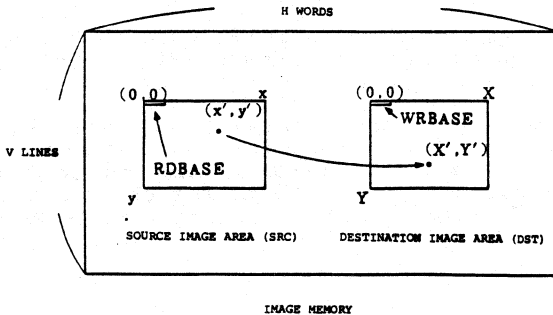 H WORDS
(0,0) x (0,0) X
(x',y')
WRBASE
V LINES
RDBASE
(X',Y')
y Y
SOURCE IMAGE AREA (SRC) DESTINATION IMAGE AREA (DST)
IMAGE MEMORY